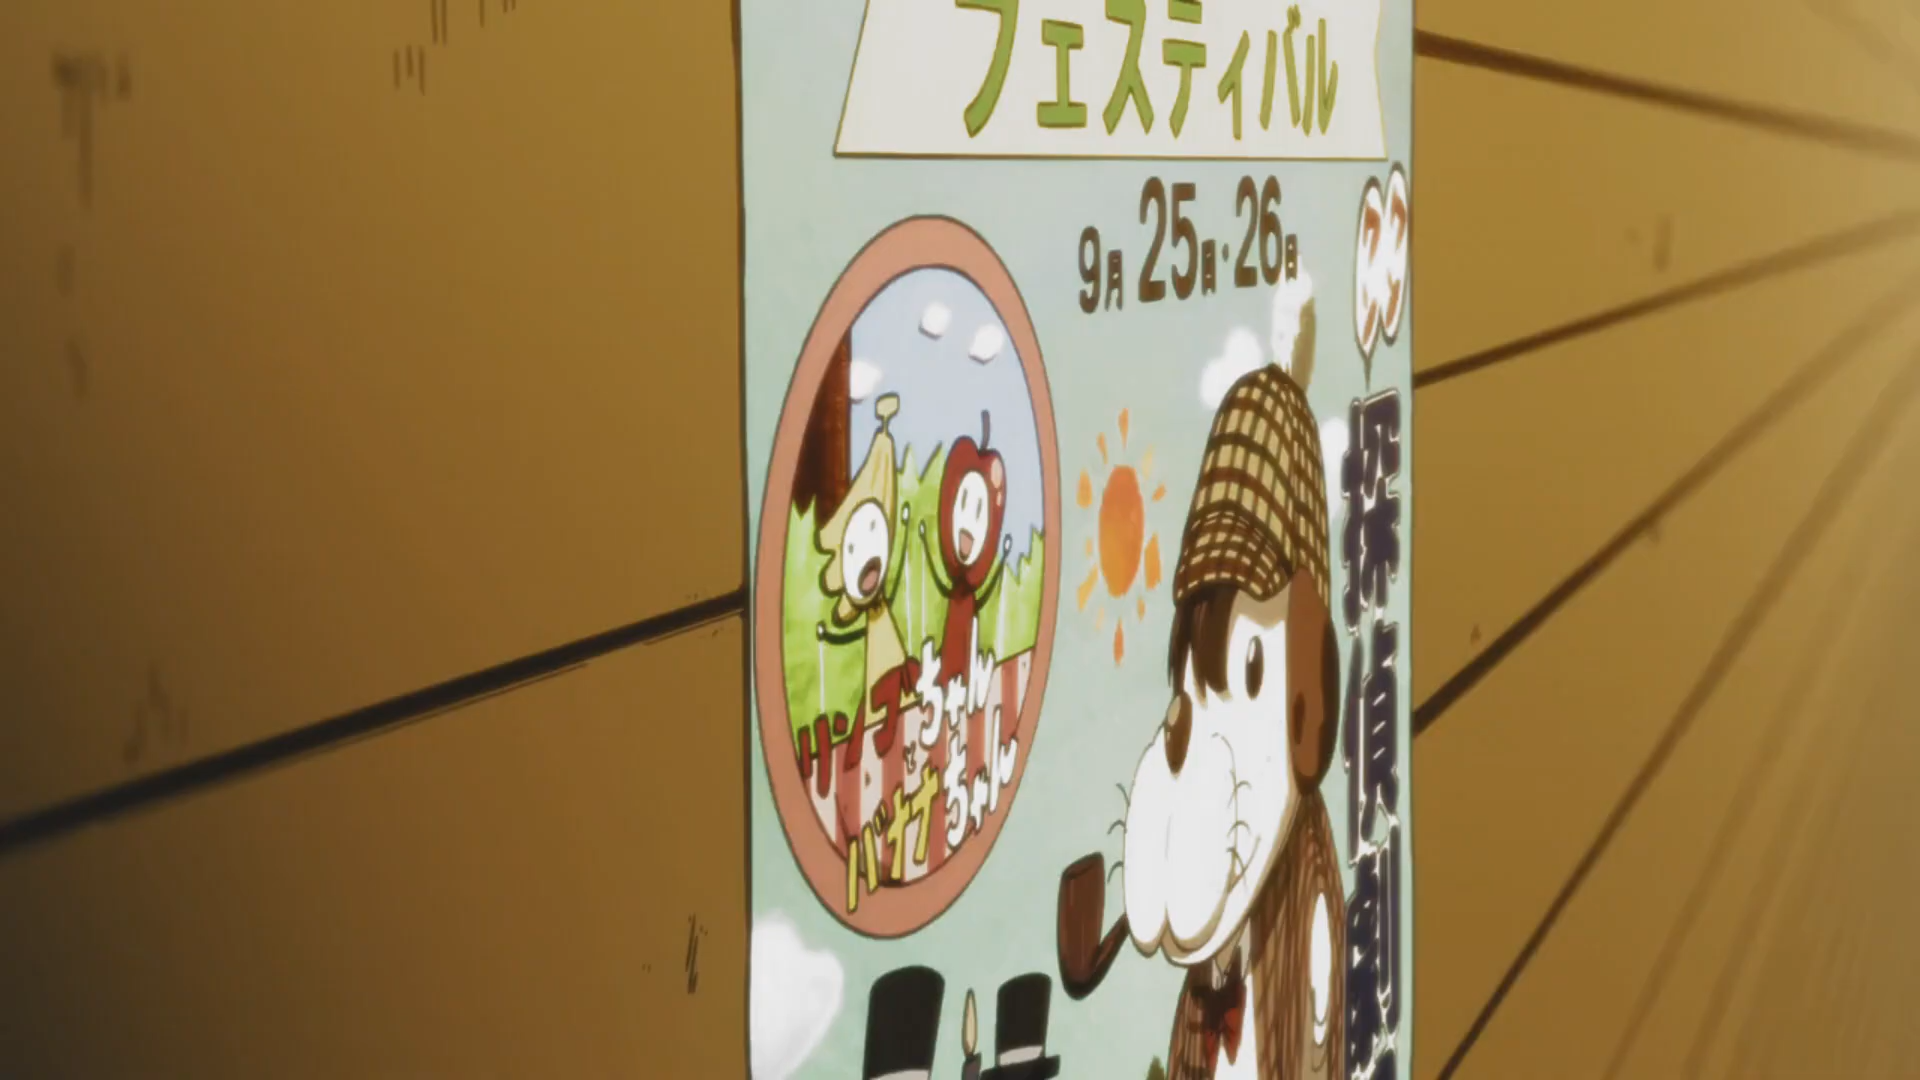 フェスティバル
9月25日・26日
リンゴちゃん
と
バナナちゃん
探偵劇